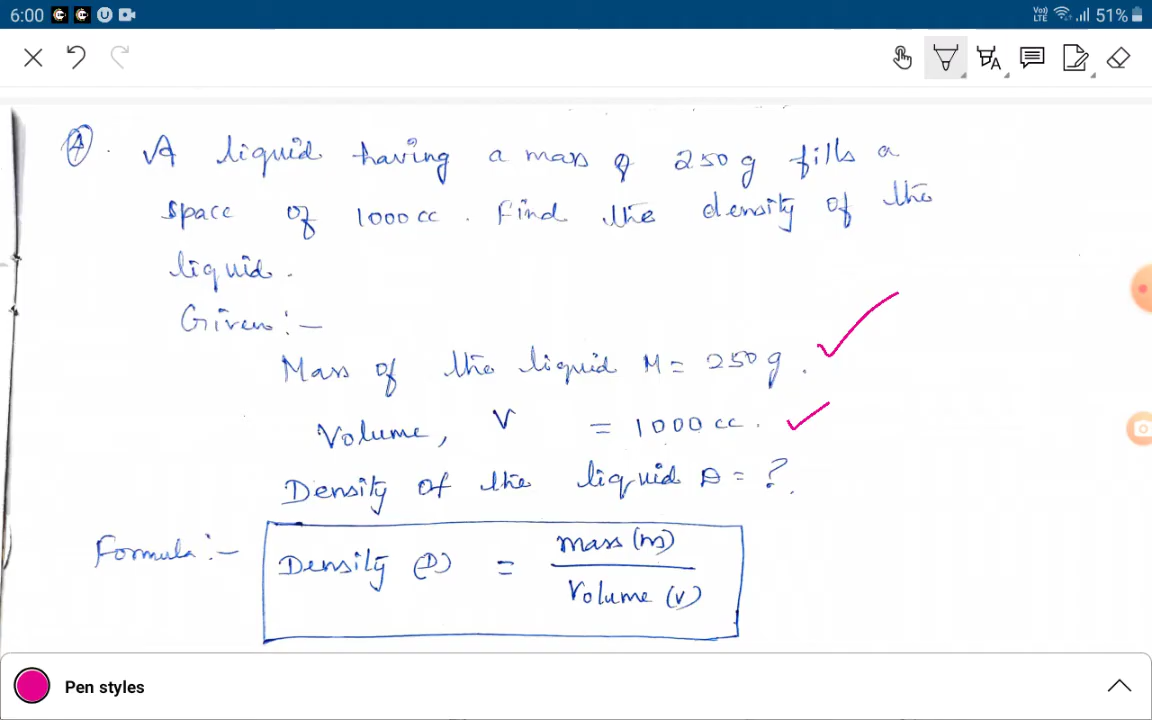 6:00
Vo)) LTE 51%
A. A liquid having a mass of 250 g fills a
space of 1000 cc. Find the density of the
liquid.
Given:-
Mass of the liquid M = 250 g.
Volume, V = 1000 cc.
Density of the liquid D = ?.
Formula:- Density (D) = mass (m)
Volume (v)
Pen styles